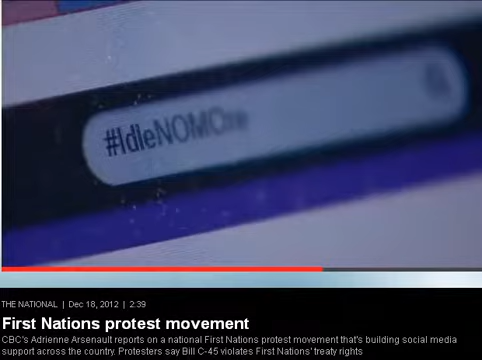 #IdleNOMOre
THE NATIONAL | Dec 18, 2012 | 2:39
First Nations protest movement
CBC's Adrienne Arsenault reports on a national First Nations protest movement that's building social media
support across the country. Protesters say Bill C-45 violates First Nations' treaty rights